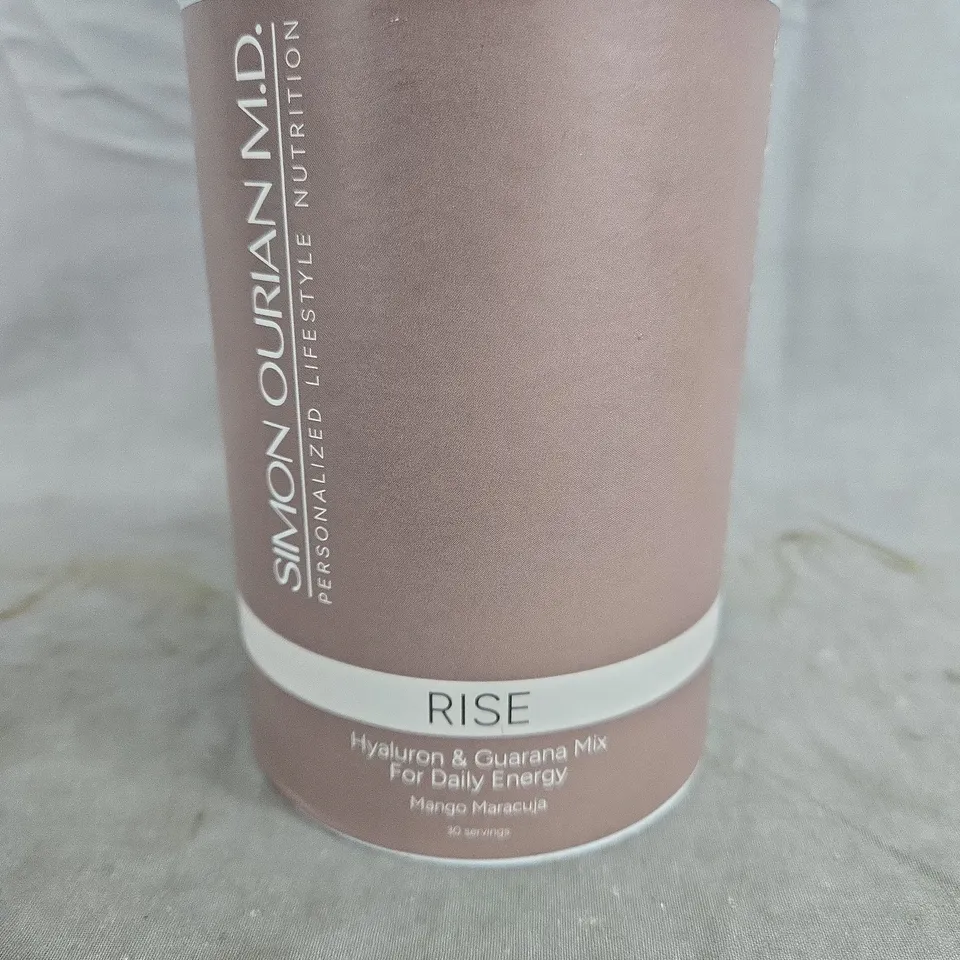 SIMON OURIAN M.D.
PERSONALIZED LIFESTYLE NUTRITION
RISE
Hyaluron & Guarana Mix
For Daily Energy
Mango Maracuja
30 servings